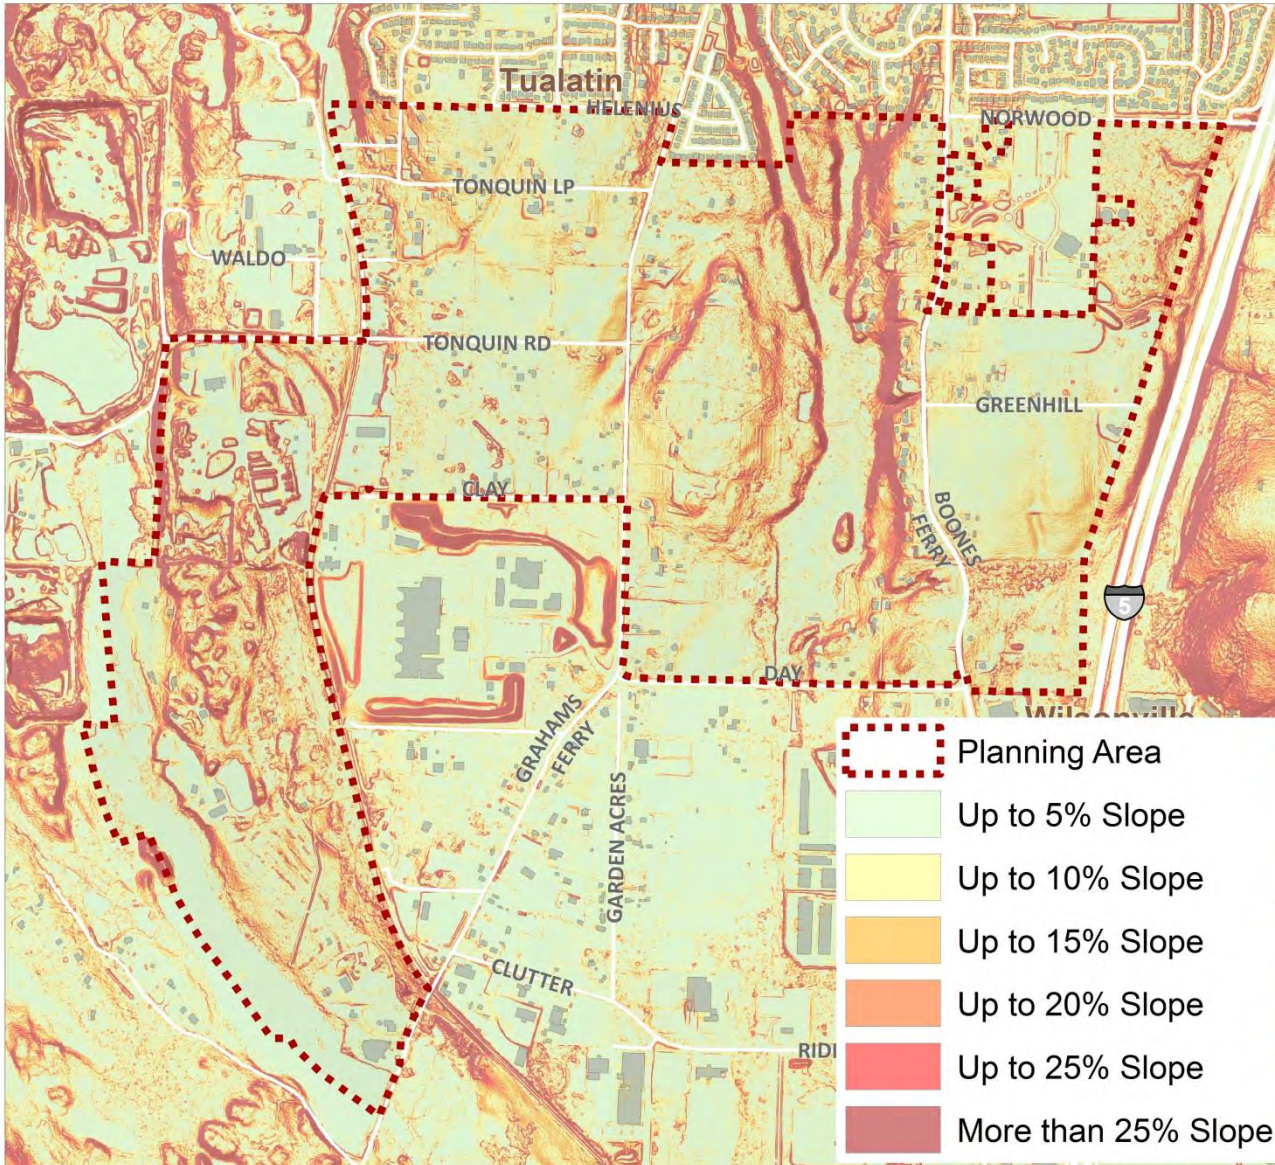 Tualatin
HELENIUS
NORWOOD
TONQUIN LP
WALDO
TONQUIN RD
GREENHILL
CLAY
BOONES
FERRY
5
DAY
Wilsonville
GRAHAMS
FERRY
GARDEN ACRES
CLUTTER
RIDI
Planning Area
Up to 5% Slope
Up to 10% Slope
Up to 15% Slope
Up to 20% Slope
Up to 25% Slope
More than 25% Slope